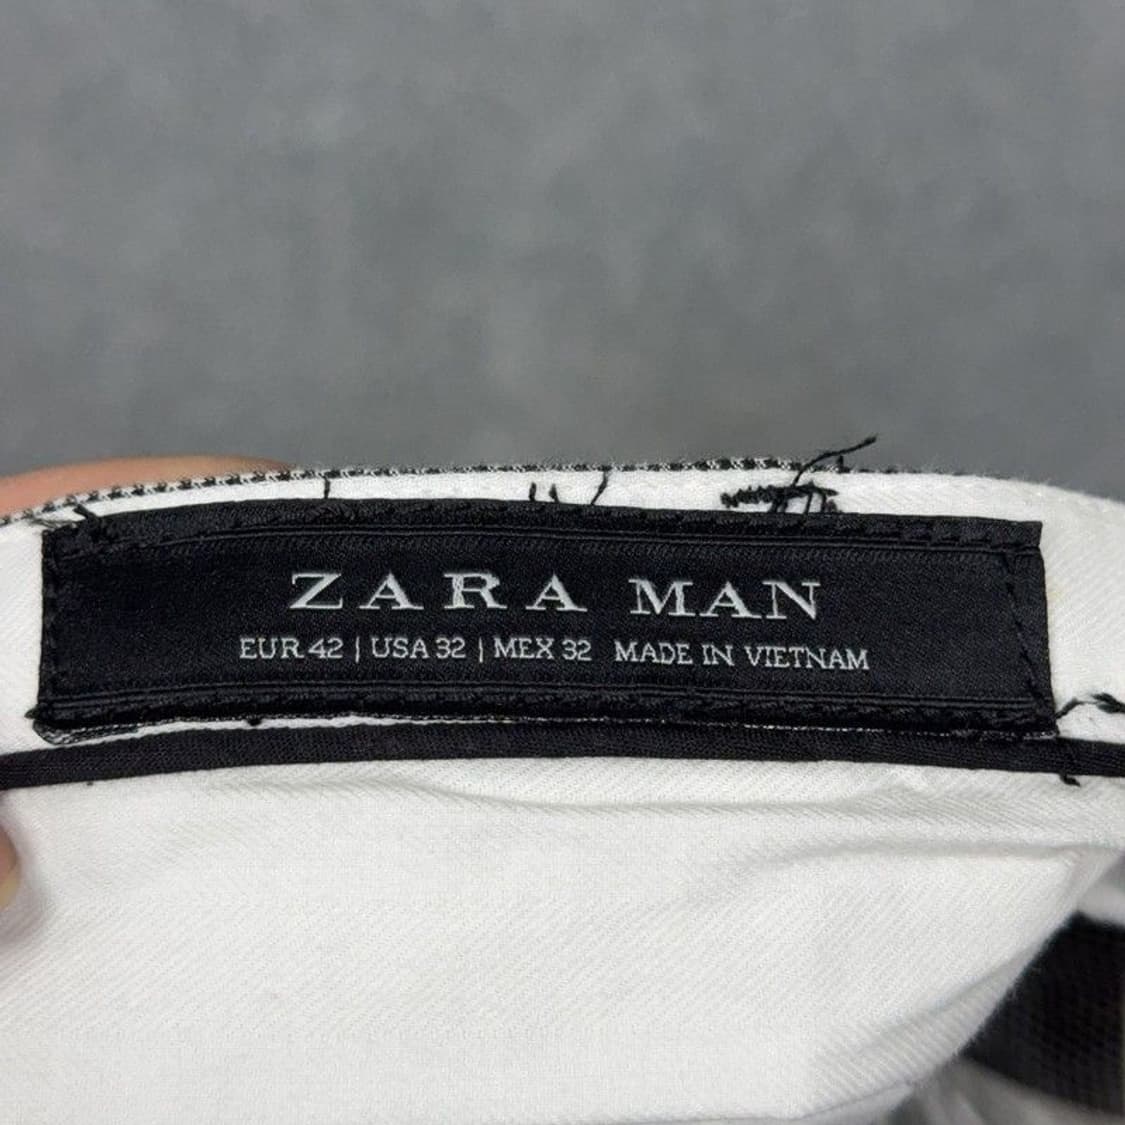 ZARA MAN
EUR 42 | USA 32 | MEX 32 MADE IN VIETNAM